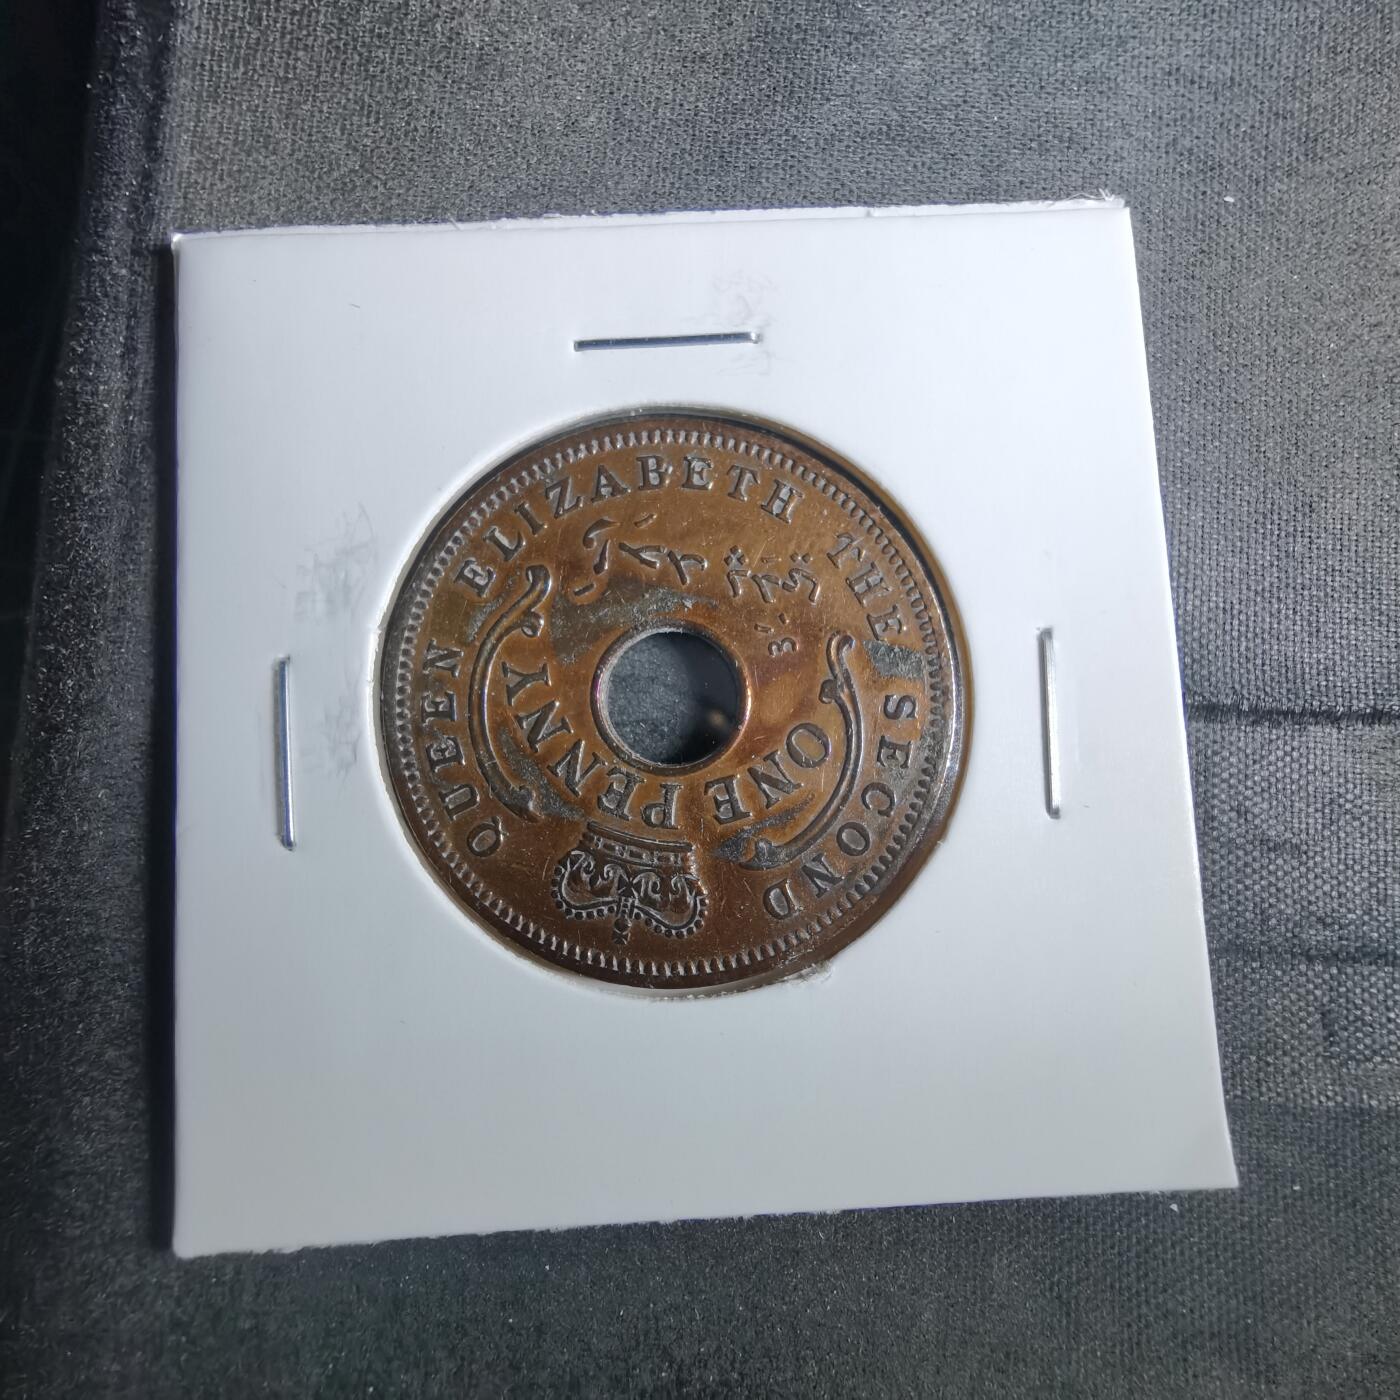 QUEEN ELIZABETH THE SECOND
ONE PENNY